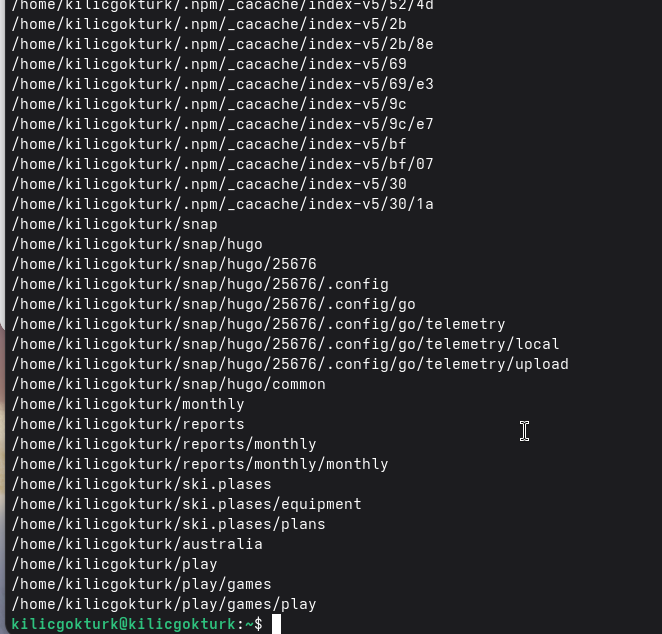 /home/kilicgokturk/.npm/_cacache/index-v5/52/4d
/home/kilicgokturk/.npm/_cacache/index-v5/2b
/home/kilicgokturk/.npm/_cacache/index-v5/2b/8e
/home/kilicgokturk/.npm/_cacache/index-v5/69
/home/kilicgokturk/.npm/_cacache/index-v5/69/e3
/home/kilicgokturk/.npm/_cacache/index-v5/9c
/home/kilicgokturk/.npm/_cacache/index-v5/9c/e7
/home/kilicgokturk/.npm/_cacache/index-v5/bf
/home/kilicgokturk/.npm/_cacache/index-v5/bf/07
/home/kilicgokturk/.npm/_cacache/index-v5/30
/home/kilicgokturk/.npm/_cacache/index-v5/30/1a
/home/kilicgokturk/snap
/home/kilicgokturk/snap/hugo
/home/kilicgokturk/snap/hugo/25676
/home/kilicgokturk/snap/hugo/25676/.config
/home/kilicgokturk/snap/hugo/25676/.config/go
/home/kilicgokturk/snap/hugo/25676/.config/go/telemetry
/home/kilicgokturk/snap/hugo/25676/.config/go/telemetry/local
/home/kilicgokturk/snap/hugo/25676/.config/go/telemetry/upload
/home/kilicgokturk/snap/hugo/common
/home/kilicgokturk/monthly
/home/kilicgokturk/reports
/home/kilicgokturk/reports/monthly
/home/kilicgokturk/reports/monthly/monthly
/home/kilicgokturk/ski.plases
/home/kilicgokturk/ski.plases/equipment
/home/kilicgokturk/ski.plases/plans
/home/kilicgokturk/australia
/home/kilicgokturk/play
/home/kilicgokturk/play/games
/home/kilicgokturk/play/games/play
kilicgokturk@kilicgokturk:~$